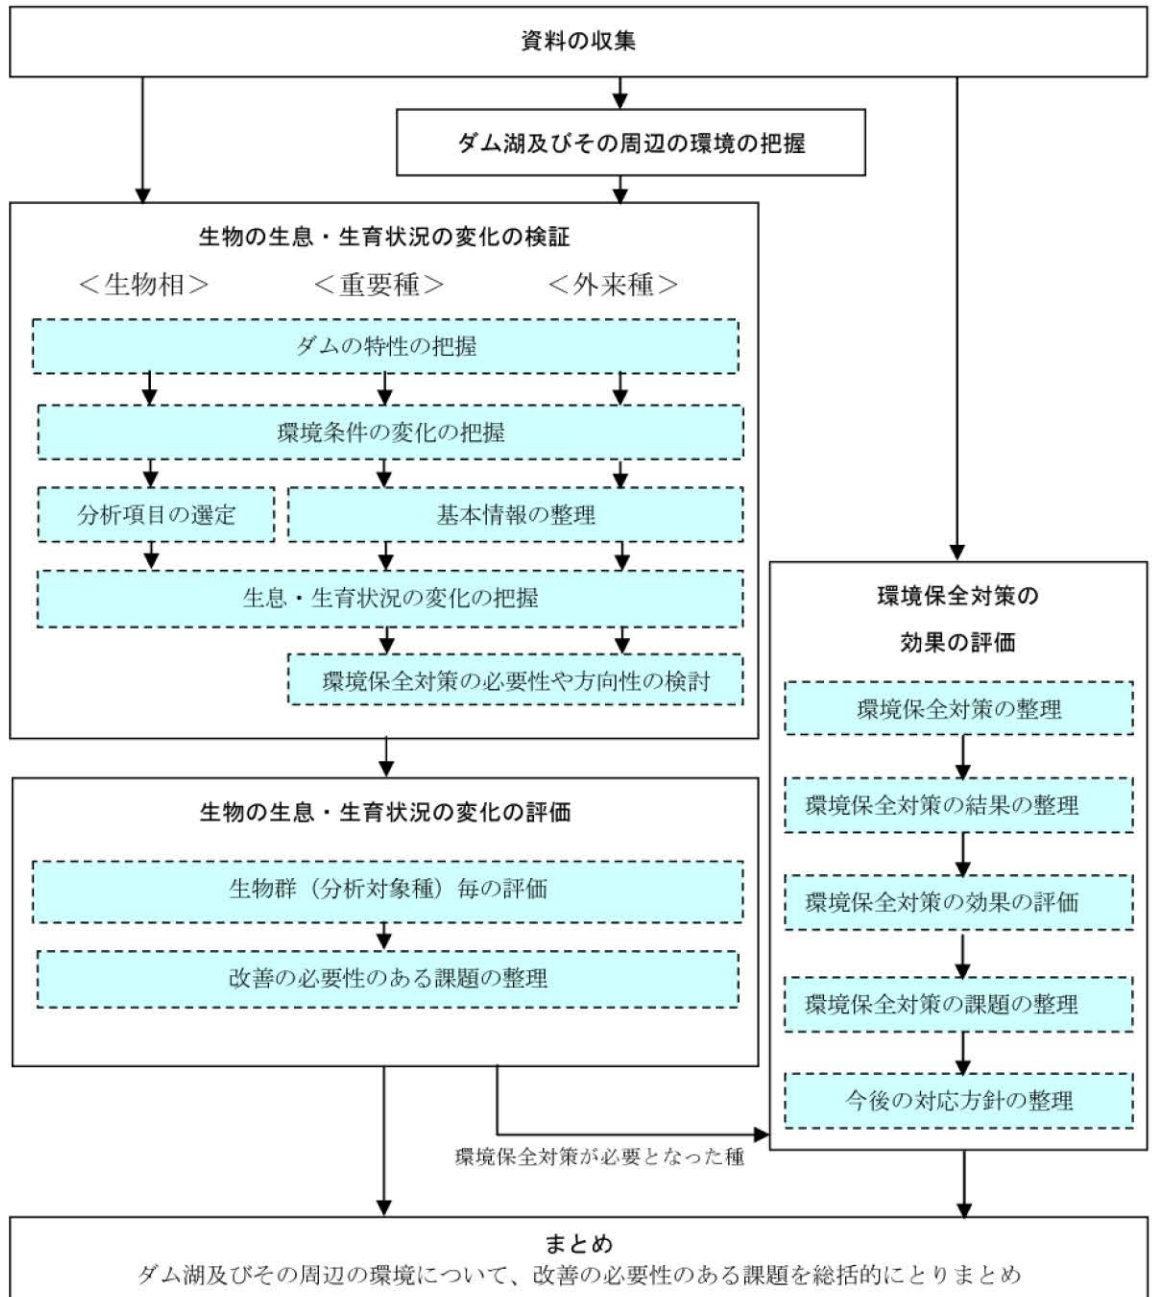 資料の収集
ダム湖及びその周辺の環境の把握
生物の生息・生育状況の変化の検証
＜生物相＞ ＜重要種＞ ＜外来種＞
ダムの特性の把握
環境条件の変化の把握
分析項目の選定 基本情報の整理
生息・生育状況の変化の把握
環境保全対策の必要性や方向性の検討
生物の生息・生育状況の変化の評価
生物群（分析対象種）毎の評価
改善の必要性のある課題の整理
環境保全対策の
効果の評価
環境保全対策の整理
環境保全対策の結果の整理
環境保全対策の効果の評価
環境保全対策の課題の整理
今後の対応方針の整理
環境保全対策が必要となった種
まとめ
ダム湖及びその周辺の環境について、改善の必要性のある課題を総括的にとりまとめ